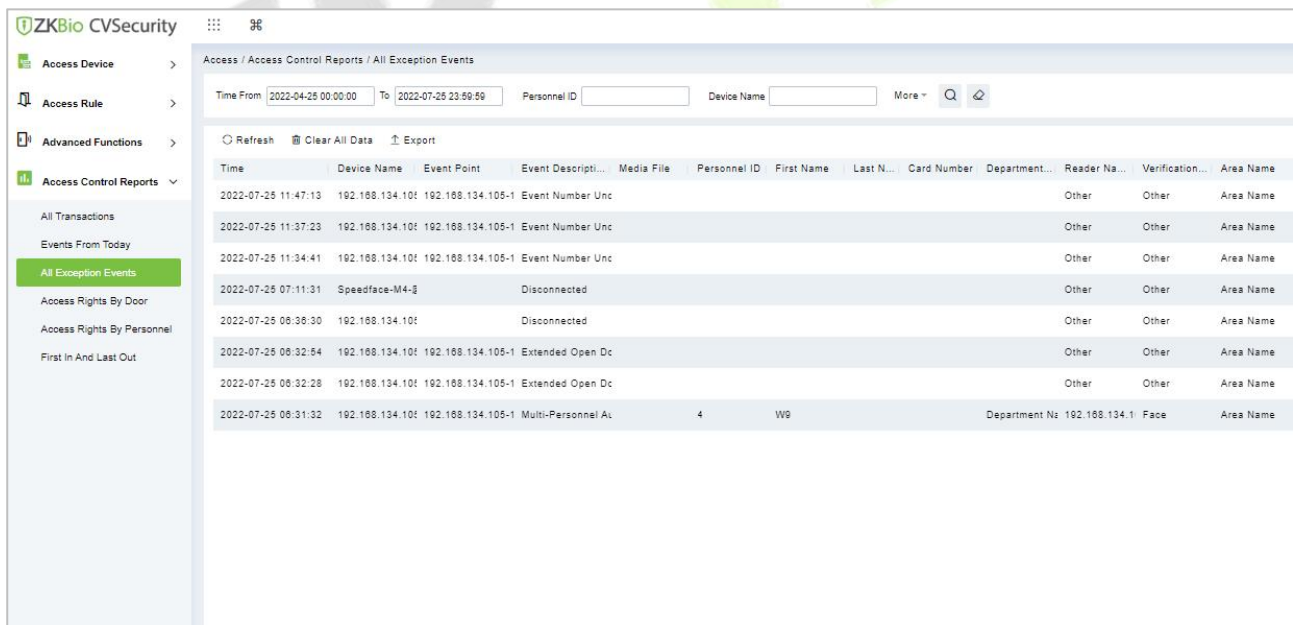 ZKBio CVSecurity
Access Device
Access Rule
Advanced Functions
Access Control Reports
All Transactions
Events From Today
All Exception Events
Access Rights By Door
Access Rights By Personnel
First In And Last Out
Access / Access Control Reports / All Exception Events
Time From 2022-04-25 00:00:00 To 2022-07-25 23:59:59 Personnel ID Device Name More
Refresh Clear All Data Export
Time Device Name Event Point Event Descripti... Media File Personnel ID First Name Last N... Card Number Department... Reader Na... Verification... Area Name
2022-07-25 11:47:13 192.168.134.105 192.168.134.105-1 Event Number Unc Other Other Area Name
2022-07-25 11:37:23 192.168.134.105 192.168.134.105-1 Event Number Unc Other Other Area Name
2022-07-25 11:34:41 192.168.134.105 192.168.134.105-1 Event Number Unc Other Other Area Name
2022-07-25 07:11:31 Speedface-M4- Disconnected Other Other Area Name
2022-07-25 06:36:30 192.168.134.105 Disconnected Other Other Area Name
2022-07-25 06:32:54 192.168.134.105 192.168.134.105-1 Extended Open Dc Other Other Area Name
2022-07-25 06:32:28 192.168.134.105 192.168.134.105-1 Extended Open Dc Other Other Area Name
2022-07-25 06:31:32 192.168.134.105 192.168.134.105-1 Multi-Personnel Au 4 W9 Department Na 192.168.134.1 Face Area Name